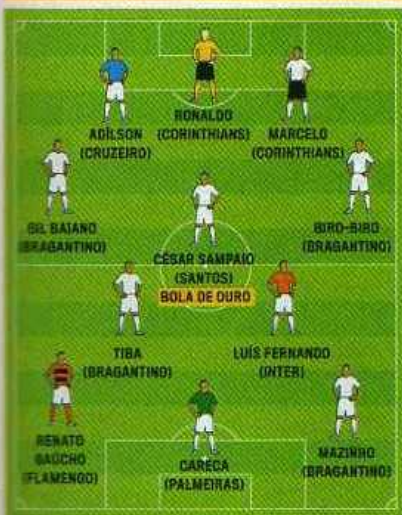 ADÍLSON
(CRUZEIRO)
RONALDO
(CORINTHIANS)
MARCELO
(CORINTHIANS)
GIL BAIANO
(BRAGANTINO)
CÉSAR SAMPAIO
(SANTOS)
BOLA DE OURO
BIRO-BIRO
(BRAGANTINO)
TIBA
(BRAGANTINO)
LUÍS FERNANDO
(INTER)
RENATO
GAÚCHO
(FLAMENGO)
CARECA
(PALMEIRAS)
MAZINHO
(BRAGANTINO)